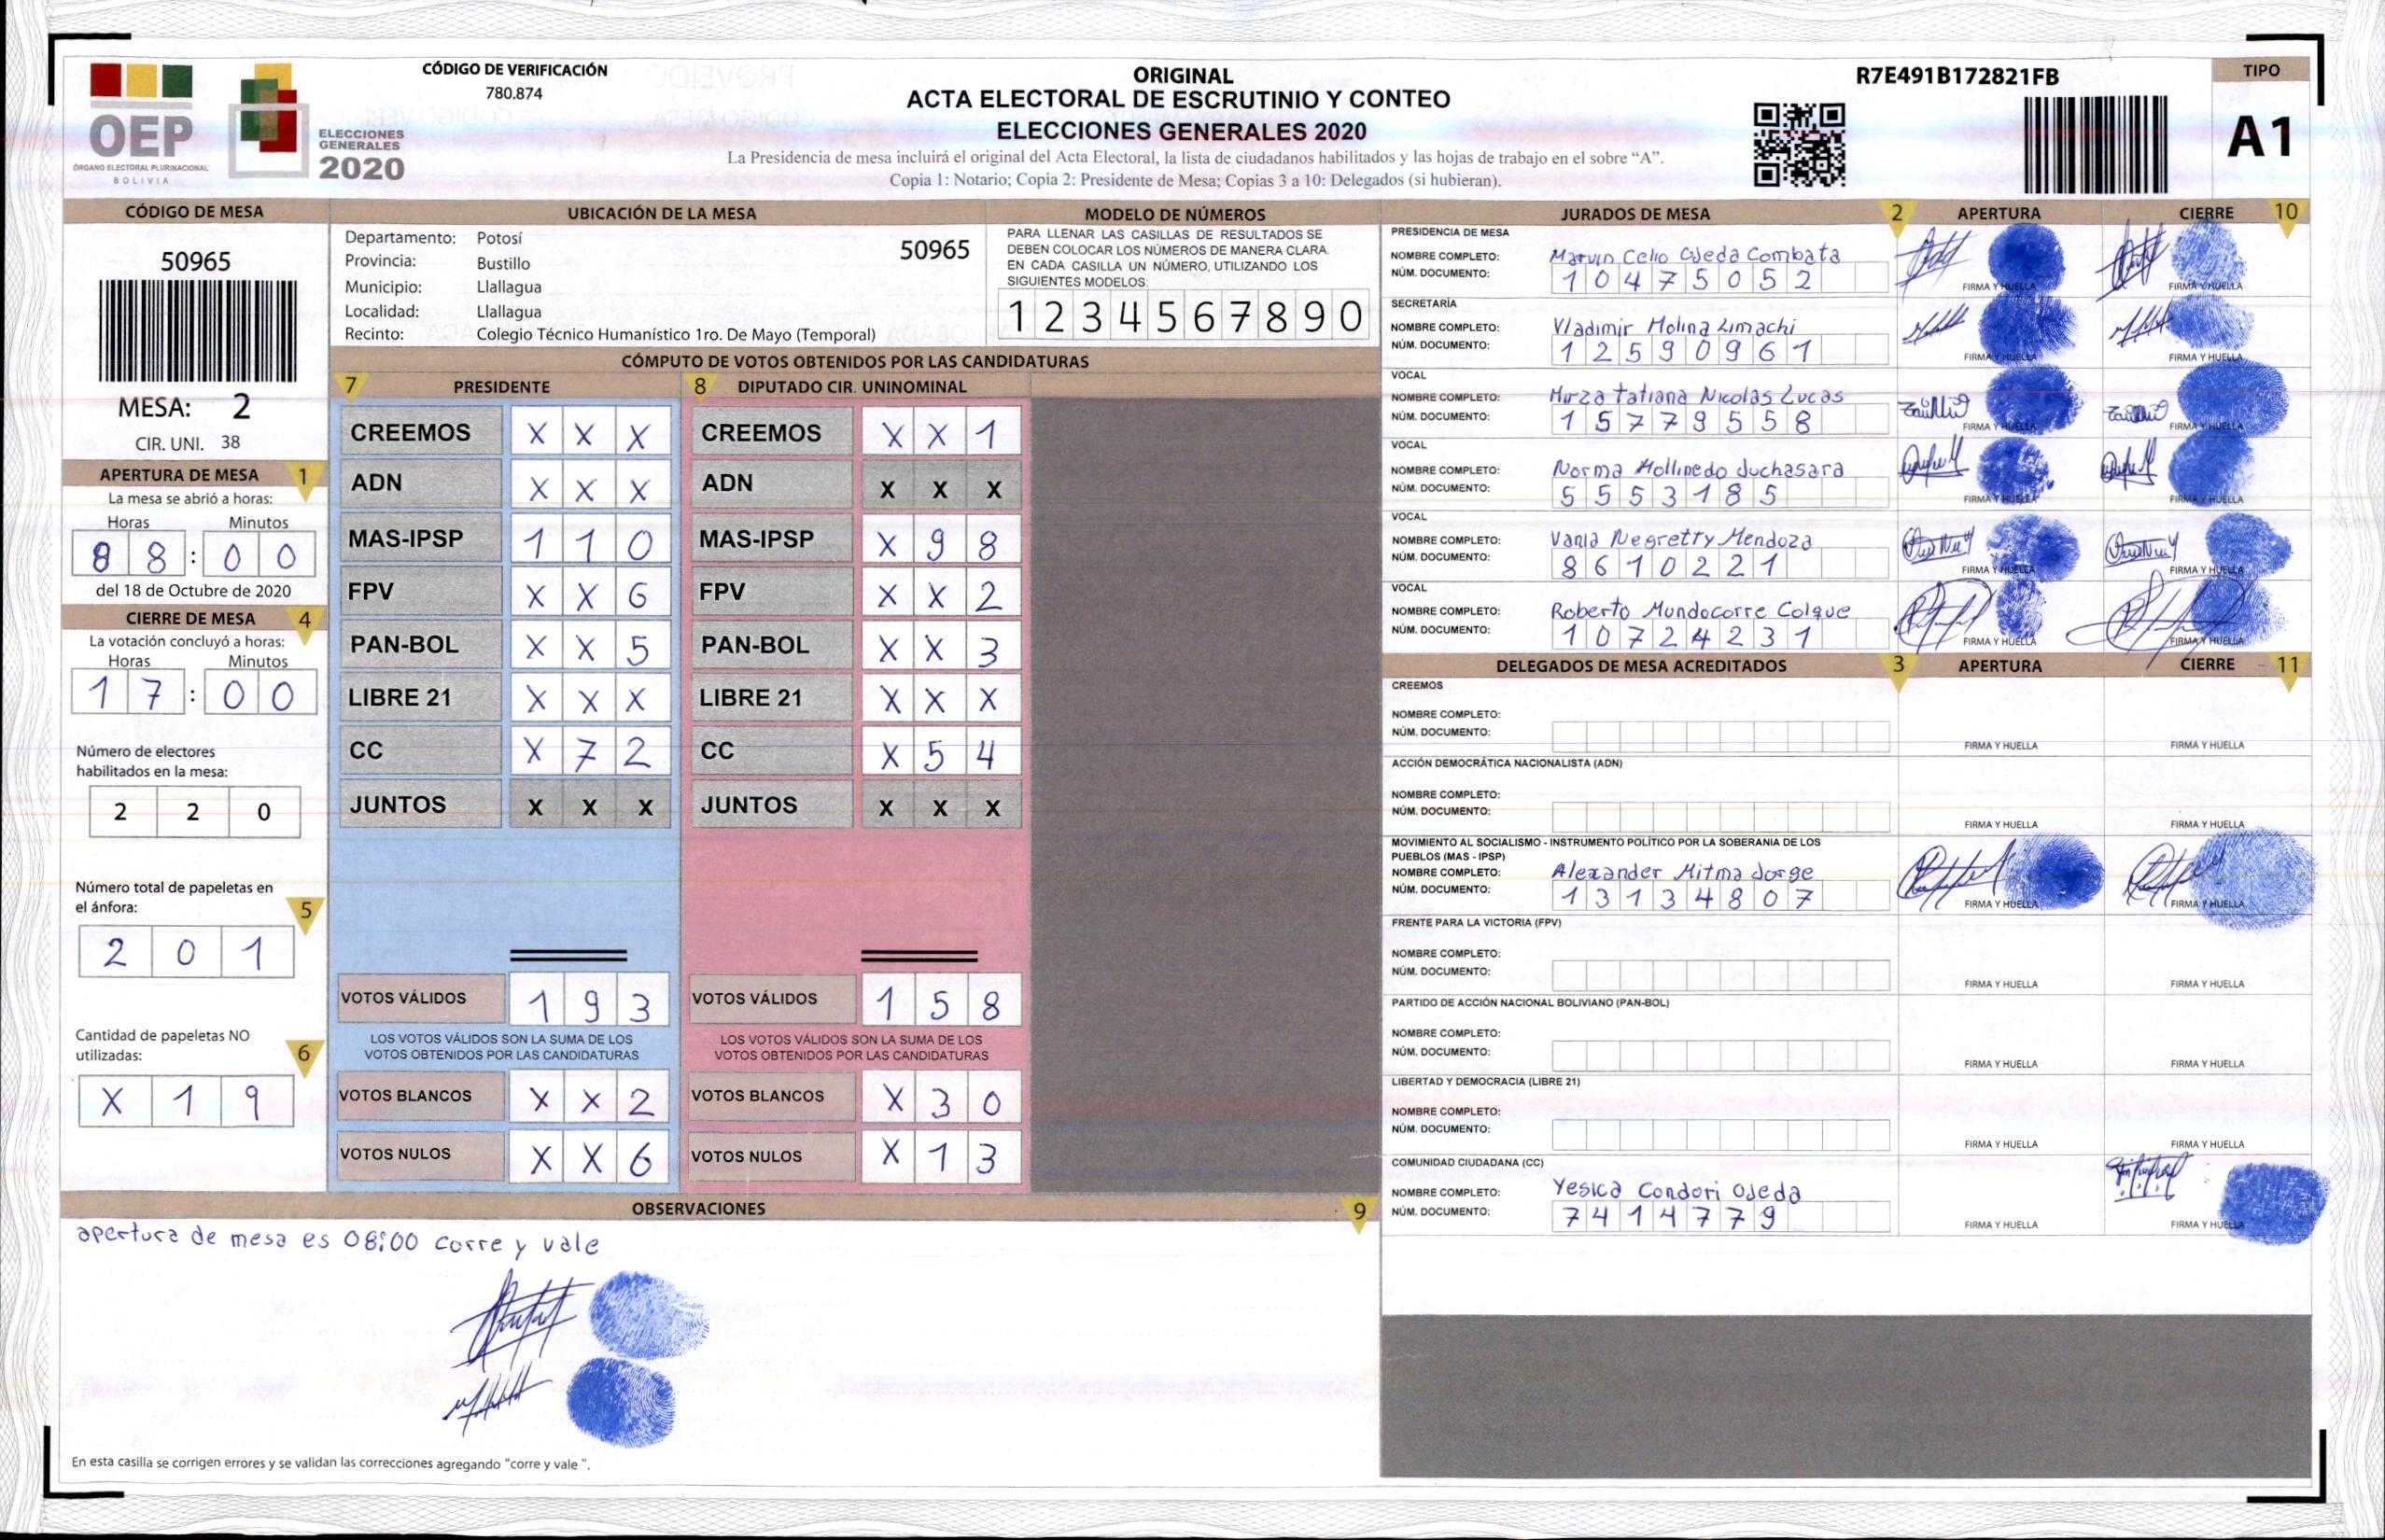 OEP
ÓRGANO ELECTORAL PLURINACIONAL
BOLIVIA
ELECCIONES
GENERALES
2020
CÓDIGO DE VERIFICACIÓN
780.874
ORIGINAL
ACTA ELECTORAL DE ESCRUTINIO Y CONTEO
ELECCIONES GENERALES 2020
La Presidencia de mesa incluirá el original del Acta Electoral, la lista de ciudadanos habilitados y las hojas de trabajo en el sobre “A”.
Copia 1: Notario; Copia 2: Presidente de Mesa; Copias 3 a 10: Delegados (si hubieran).
R7E491B172821FB
TIPO
A1
CÓDIGO DE MESA
50965
MESA: 2
CIR. UNI. 38
APERTURA DE MESA 1
La mesa se abrió a horas:
Horas Minutos
8 8 : 0 0
del 18 de Octubre de 2020
CIERRE DE MESA 4
La votación concluyó a horas:
Horas Minutos
1 7 : 0 0
Número de electores
habilitados en la mesa:
2 2 0
Número total de papeletas en
el ánfora: 5
2 0 1
Cantidad de papeletas NO
utilizadas: 6
X 1 9
UBICACIÓN DE LA MESA
Departamento: Potosí 50965
Provincia: Bustillo
Municipio: Llallagua
Localidad: Llallagua
Recinto: Colegio Técnico Humanístico 1ro. De Mayo (Temporal)
MODELO DE NÚMEROS
PARA LLENAR LAS CASILLAS DE RESULTADOS SE
DEBEN COLOCAR LOS NÚMEROS DE MANERA CLARA.
EN CADA CASILLA UN NÚMERO, UTILIZANDO LOS
SIGUIENTES MODELOS:
1 2 3 4 5 6 7 8 9 0
CÓMPUTO DE VOTOS OBTENIDOS POR LAS CANDIDATURAS
7 PRESIDENTE 8 DIPUTADO CIR. UNINOMINAL
CREEMOS X X X CREEMOS X X 1
ADN X X X ADN X X X
MAS-IPSP 1 1 0 MAS-IPSP X 9 8
FPV X X 6 FPV X X 2
PAN-BOL X X 5 PAN-BOL X X 3
LIBRE 21 X X X LIBRE 21 X X X
CC X 7 2 CC X 5 4
JUNTOS X X X JUNTOS X X X
VOTOS VÁLIDOS 1 9 3 VOTOS VÁLIDOS 1 5 8
LOS VOTOS VÁLIDOS SON LA SUMA DE LOS LOS VOTOS VÁLIDOS SON LA SUMA DE LOS
VOTOS OBTENIDOS POR LAS CANDIDATURAS VOTOS OBTENIDOS POR LAS CANDIDATURAS
VOTOS BLANCOS X X 2 VOTOS BLANCOS X 3 0
VOTOS NULOS X X 6 VOTOS NULOS X 1 3
OBSERVACIONES 9
apertura de mesa es 08:00 corre y vale
En esta casilla se corrigen errores y se validan las correcciones agregando "corre y vale ".
JURADOS DE MESA 2 APERTURA CIERRE 10
PRESIDENCIA DE MESA
NOMBRE COMPLETO: Marvin Celio Ojeda Combata
NÚM. DOCUMENTO: 1 0 4 7 5 0 5 2
FIRMA Y HUELLA FIRMA Y HUELLA
SECRETARÍA
NOMBRE COMPLETO: Vladimir Molina Limachi
NÚM. DOCUMENTO: 1 2 5 9 0 9 6 1
FIRMA Y HUELLA FIRMA Y HUELLA
VOCAL
NOMBRE COMPLETO: Mirza Tatiana Nicolas Lucas
NÚM. DOCUMENTO: 1 5 7 7 9 5 5 8
FIRMA Y HUELLA FIRMA Y HUELLA
VOCAL
NOMBRE COMPLETO: Norma Mollinedo Juchasara
NÚM. DOCUMENTO: 5 5 5 3 1 8 5
FIRMA Y HUELLA FIRMA Y HUELLA
VOCAL
NOMBRE COMPLETO: Vania Negretty Mendoza
NÚM. DOCUMENTO: 8 6 1 0 2 2 1
FIRMA Y HUELLA FIRMA Y HUELLA
VOCAL
NOMBRE COMPLETO: Roberto Mundocorre Colque
NÚM. DOCUMENTO: 1 0 7 2 4 2 3 1
FIRMA Y HUELLA FIRMA Y HUELLA
DELEGADOS DE MESA ACREDITADOS 3 APERTURA CIERRE 11
CREEMOS
NOMBRE COMPLETO:
NÚM. DOCUMENTO:
FIRMA Y HUELLA FIRMA Y HUELLA
ACCIÓN DEMOCRÁTICA NACIONALISTA (ADN)
NOMBRE COMPLETO:
NÚM. DOCUMENTO:
FIRMA Y HUELLA FIRMA Y HUELLA
MOVIMIENTO AL SOCIALISMO - INSTRUMENTO POLÍTICO POR LA SOBERANIA DE LOS
PUEBLOS (MAS - IPSP)
NOMBRE COMPLETO: Alexander Mitma Jorge
NÚM. DOCUMENTO: 1 3 1 3 4 8 0 7
FIRMA Y HUELLA FIRMA Y HUELLA
FRENTE PARA LA VICTORIA (FPV)
NOMBRE COMPLETO:
NÚM. DOCUMENTO:
FIRMA Y HUELLA FIRMA Y HUELLA
PARTIDO DE ACCIÓN NACIONAL BOLIVIANO (PAN-BOL)
NOMBRE COMPLETO:
NÚM. DOCUMENTO:
FIRMA Y HUELLA FIRMA Y HUELLA
LIBERTAD Y DEMOCRACIA (LIBRE 21)
NOMBRE COMPLETO:
NÚM. DOCUMENTO:
FIRMA Y HUELLA FIRMA Y HUELLA
COMUNIDAD CIUDADANA (CC)
NOMBRE COMPLETO: Yesica Condori Ojeda
NÚM. DOCUMENTO: 7 4 1 4 7 7 9
FIRMA Y HUELLA FIRMA Y HUELLA